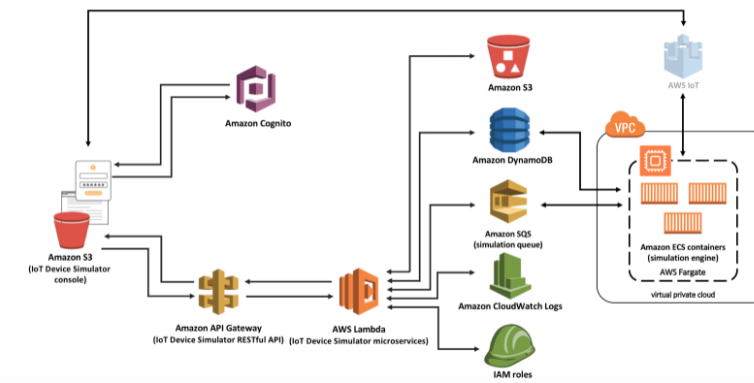 AWS IoT
Amazon S3
Amazon Cognito
VPC
Amazon DynamoDB
Amazon SQS
(simulation queue)
Amazon ECS containers
(simulation engine)
AWS Fargate
virtual private cloud
Amazon S3
(IoT Device Simulator
console)
Amazon CloudWatch Logs
Amazon API Gateway
(IoT Device Simulator RESTful API)
AWS Lambda
(IoT Device Simulator microservices)
IAM roles